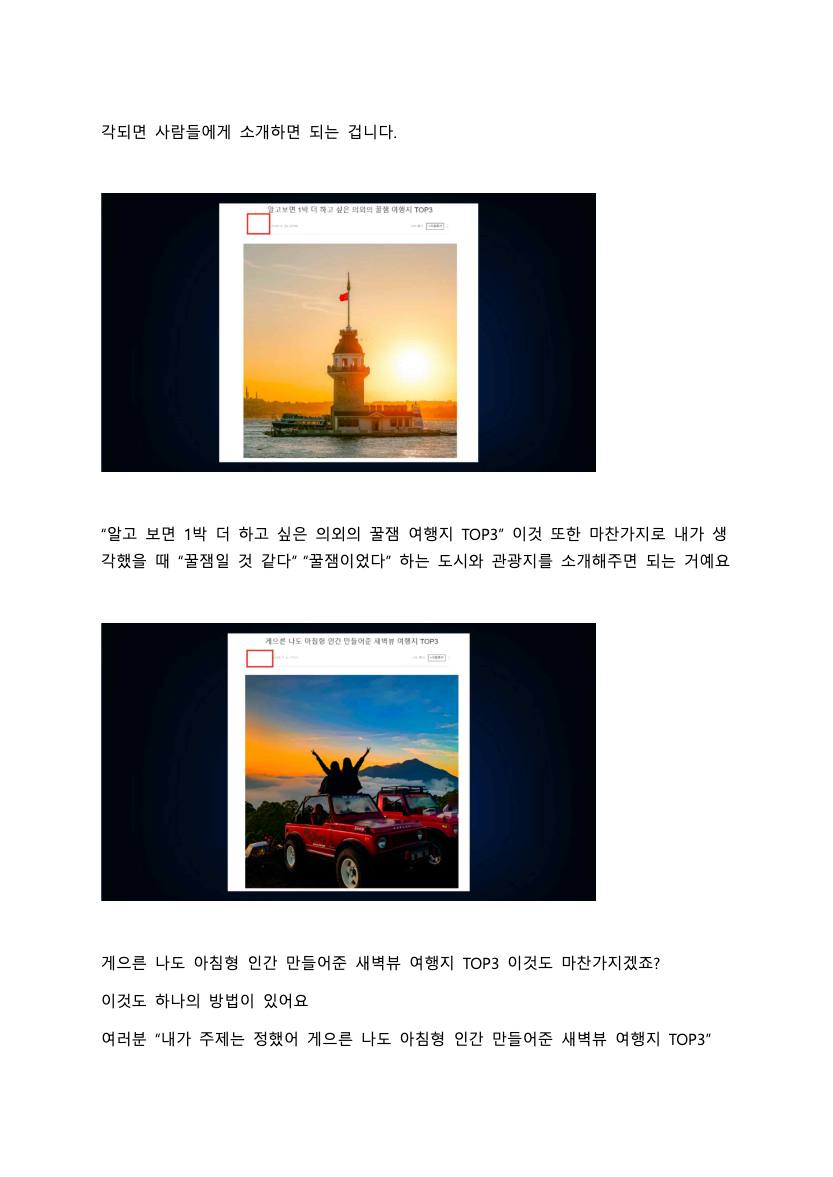 각되면 사람들에게 소개하면 되는 겁니다.
알고보면 1박 더 하고 싶은 의외의 꿀잼 여행지 TOP3
“알고 보면 1박 더 하고 싶은 의외의 꿀잼 여행지 TOP3” 이것 또한 마찬가지로 내가 생
각했을 때 “꿀잼일 것 같다” “꿀잼이었다” 하는 도시와 관광지를 소개해주면 되는 거예요
게으른 나도 아침형 인간 만들어준 새벽뷰 여행지 TOP3
게으른 나도 아침형 인간 만들어준 새벽뷰 여행지 TOP3 이것도 마찬가지겠죠?
이것도 하나의 방법이 있어요
여러분 “내가 주제는 정했어 게으른 나도 아침형 인간 만들어준 새벽뷰 여행지 TOP3”